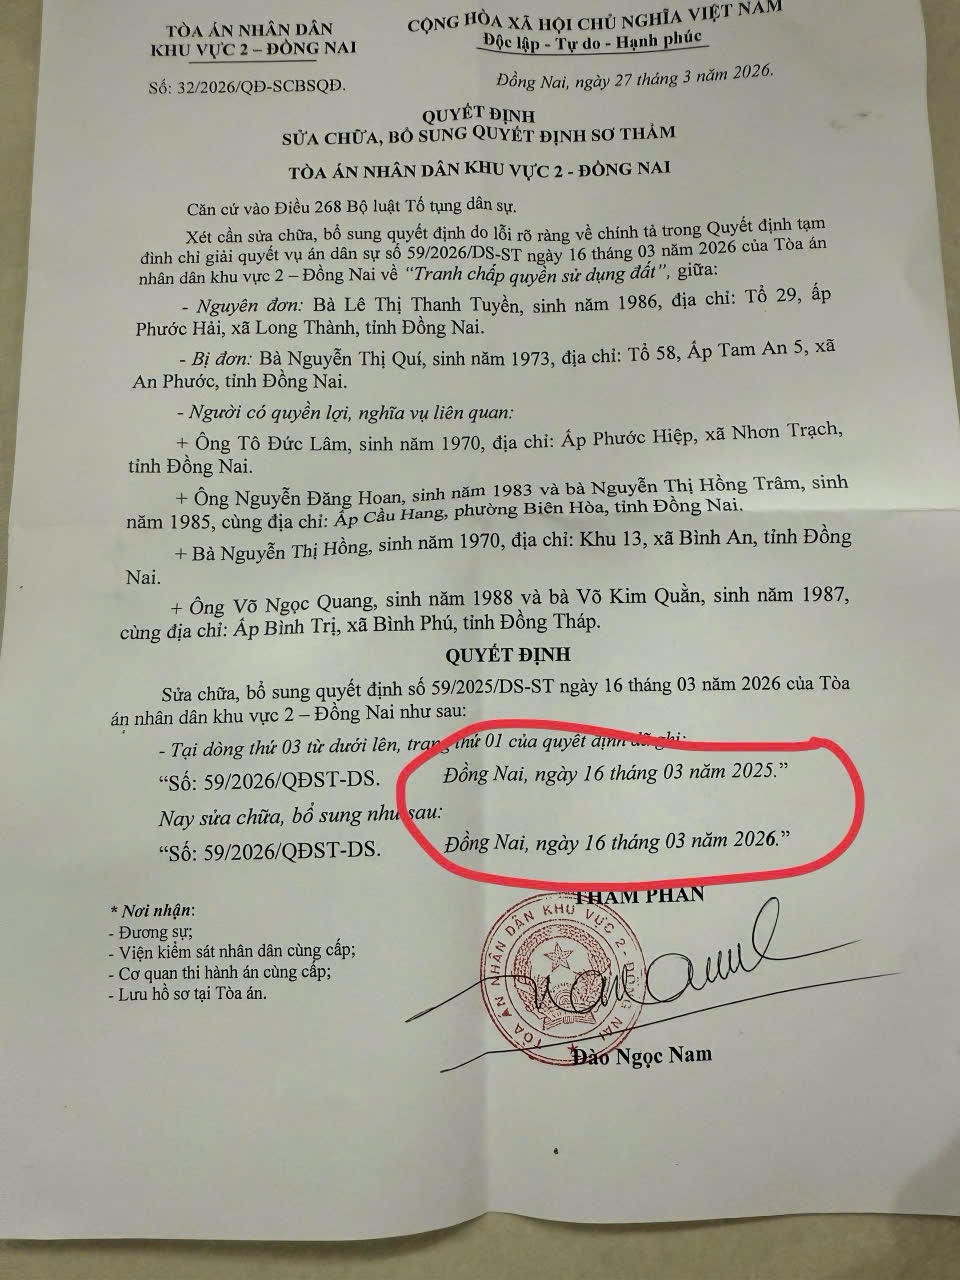 TÒA ÁN NHÂN DÂN
KHU VỰC 2 – ĐỒNG NAI
CỘNG HÒA XÃ HỘI CHỦ NGHĨA VIỆT NAM
Độc lập - Tự do - Hạnh phúc
Số: 32/2026/QĐ-SCBSQĐ.
Đồng Nai, ngày 27 tháng 3 năm 2026.
QUYẾT ĐỊNH
SỬA CHỮA, BỔ SUNG QUYẾT ĐỊNH SƠ THẨM
TÒA ÁN NHÂN DÂN KHU VỰC 2 - ĐỒNG NAI
Căn cứ vào Điều 268 Bộ luật Tố tụng dân sự.
Xét cần sửa chữa, bổ sung quyết định do lỗi rõ ràng về chính tả trong Quyết định tạm
đình chỉ giải quyết vụ án dân sự số 59/2026/DS-ST ngày 16 tháng 03 năm 2026 của Tòa án
nhân dân khu vực 2 – Đồng Nai về “Tranh chấp quyền sử dụng đất”, giữa:
- Nguyên đơn: Bà Lê Thị Thanh Tuyền, sinh năm 1986, địa chỉ: Tổ 29, ấp
Phước Hải, xã Long Thành, tỉnh Đồng Nai.
- Bị đơn: Bà Nguyễn Thị Quí, sinh năm 1973, địa chỉ: Tổ 58, Ấp Tam An 5, xã
An Phước, tỉnh Đồng Nai.
- Người có quyền lợi, nghĩa vụ liên quan:
+ Ông Tô Đức Lâm, sinh năm 1970, địa chỉ: Ấp Phước Hiệp, xã Nhơn Trạch,
tỉnh Đồng Nai.
+ Ông Nguyễn Đăng Hoan, sinh năm 1983 và bà Nguyễn Thị Hồng Trâm, sinh
năm 1985, cùng địa chỉ: Ấp Cầu Hang, phường Biên Hòa, tỉnh Đồng Nai.
+ Bà Nguyễn Thị Hồng, sinh năm 1970, địa chỉ: Khu 13, xã Bình An, tỉnh Đồng
Nai.
+ Ông Võ Ngọc Quang, sinh năm 1988 và bà Võ Kim Quằn, sinh năm 1987,
cùng địa chỉ: Ấp Bình Trị, xã Bình Phú, tỉnh Đồng Tháp.
QUYẾT ĐỊNH
Sửa chữa, bổ sung quyết định số 59/2025/DS-ST ngày 16 tháng 03 năm 2026 của Tòa
án nhân dân khu vực 2 – Đồng Nai như sau:
- Tại dòng thứ 03 từ dưới lên, trang thứ 01 của quyết định đã ghi:
“Số: 59/2026/QĐST-DS. Đồng Nai, ngày 16 tháng 03 năm 2025.”
Nay sửa chữa, bổ sung như sau:
“Số: 59/2026/QĐST-DS. Đồng Nai, ngày 16 tháng 03 năm 2026.”
THẨM PHÁN
* Nơi nhận:
- Đương sự;
- Viện kiểm sát nhân dân cùng cấp;
- Cơ quan thi hành án cùng cấp;
- Lưu hồ sơ tại Tòa án.
TÒA ÁN NHÂN DÂN KHU VỰC 2 - ĐỒNG NAI
Đào Ngọc Nam